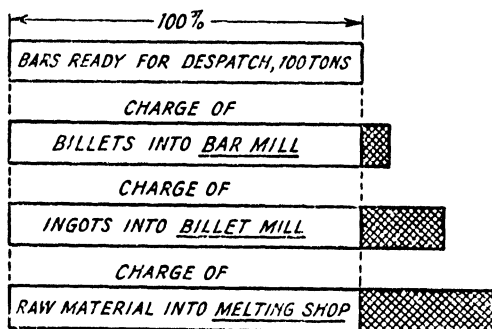 100%
BARS READY FOR DESPATCH, 100 TONS
CHARGE OF
BILLETS INTO BAR MILL
CHARGE OF
INGOTS INTO BILLET MILL
CHARGE OF
RAW MATERIAL INTO MELTING SHOP